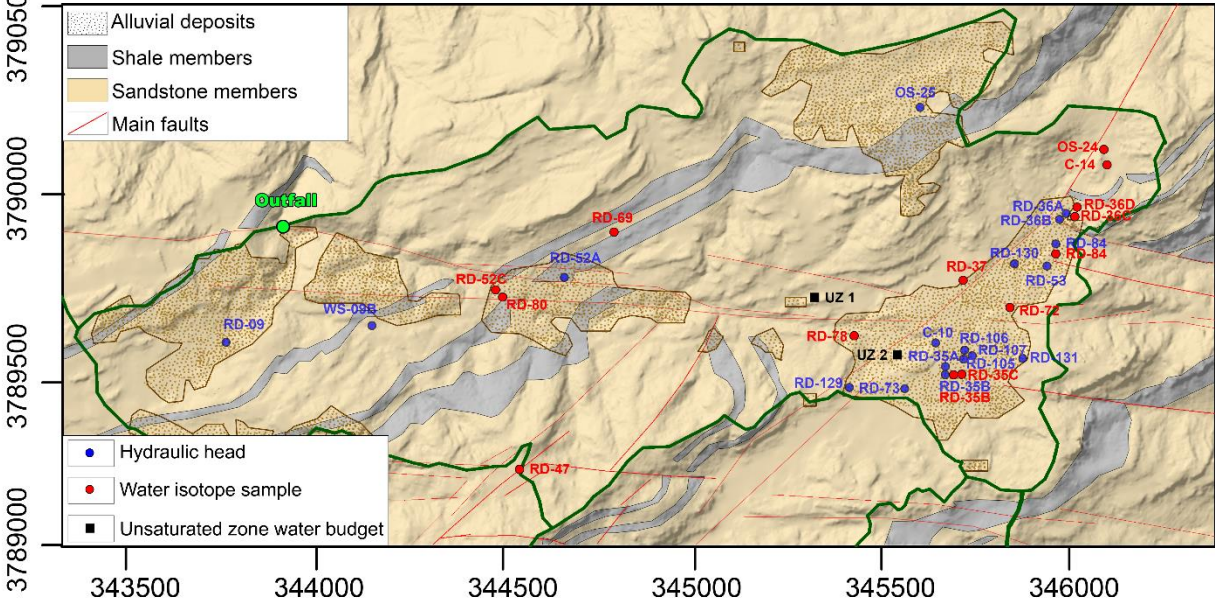 379050
Alluvial deposits
Shale members
Sandstone members
Main faults
OS-25
OS-24
C-14
3790000
Outfall
RD-69
RD-36A
RD-36D
RD-36B
RD-36C
RD-130
RD-84
RD-84
RD-52A
RD-53
RD-37
RD-52C
RD-80
UZ 1
WS-09B
RD-72
RD-09
RD-78
C-10
RD-106
UZ 2
RD-35A
RD-107
RD-131
RD-105
3789500
RD-129
RD-73
RD-35C
RD-35B
RD-35B
Hydraulic head
RD-47
Water isotope sample
Unsaturated zone water budget
3789000
343500
344000
344500
345000
345500
346000